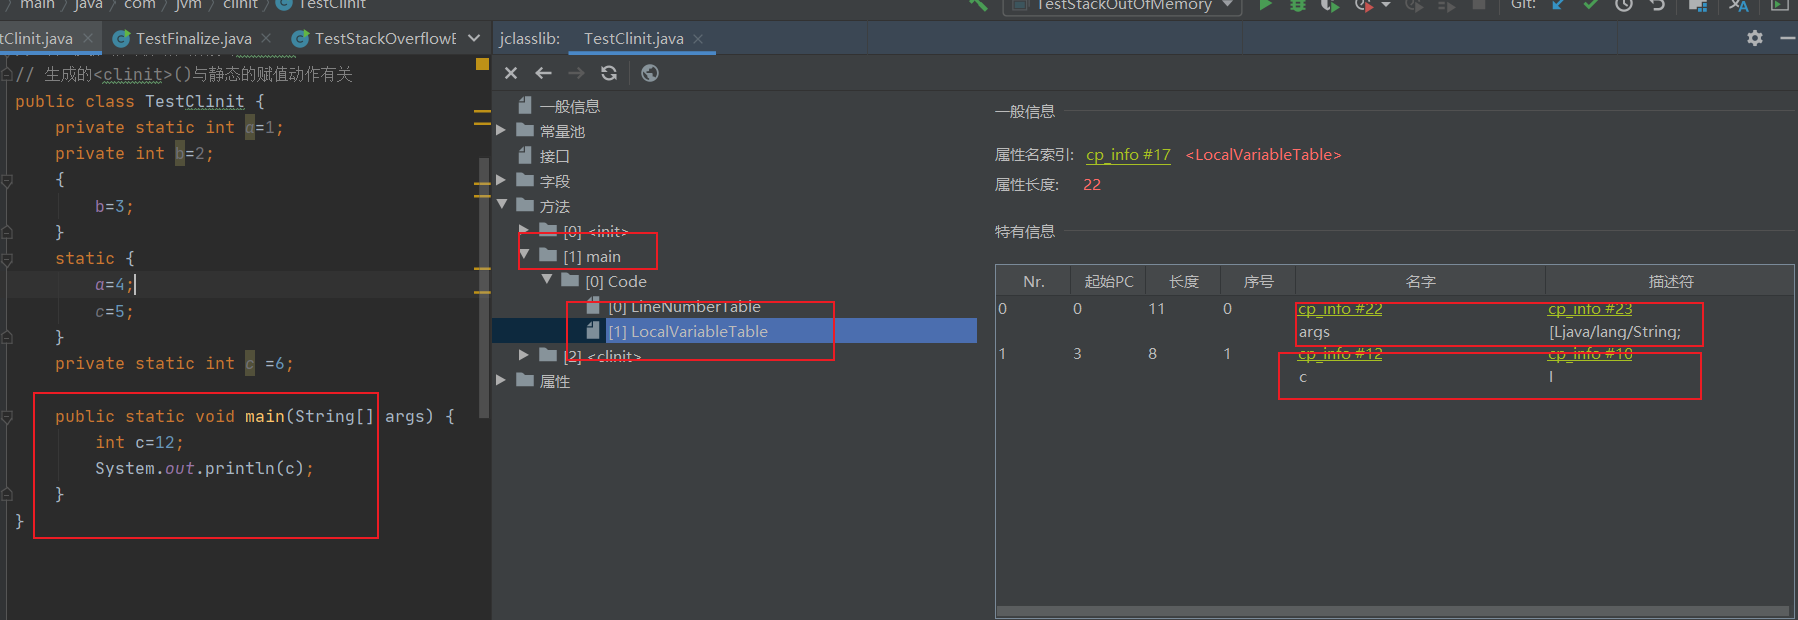 main
java
com
jvm
clinit
TestClinit
TestStackOutOfMemory
Git:
tClinit.java
TestFinalize.java
TestStackOverflowE
jclasslib:
TestClinit.java
// 生成的<clinit>()与静态的赋值动作有关
public class TestClinit {
private static int a=1;
private int b=2;
{
b=3;
}
static {
a=4;
c=5;
}
private static int c =6;
public static void main(String[] args) {
int c=12;
System.out.println(c);
}
}
一般信息
常量池
接口
字段
方法
[0] <init>
[1] main
[0] Code
[0] LineNumberTable
[1] LocalVariableTable
[2] <clinit>
属性
一般信息
属性名索引: cp_info #17 <LocalVariableTable>
属性长度: 22
特有信息
Nr. 起始PC 长度 序号 名字 描述符
0 0 11 0 cp_info #22 cp_info #23
args [Ljava/lang/String;
1 3 8 1 cp_info #12 cp_info #10
c I